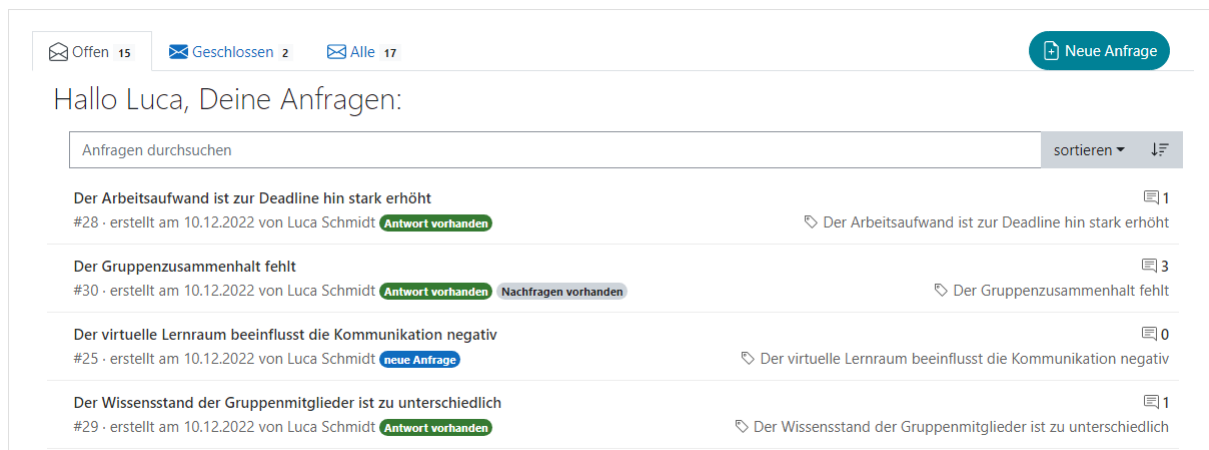 Offen 15 Geschlossen 2 Alle 17 Neue Anfrage
Hallo Luca, Deine Anfragen:
Anfragen durchsuchen sortieren
Der Arbeitsaufwand ist zur Deadline hin stark erhöht 1
#28 · erstellt am 10.12.2022 von Luca Schmidt Antwort vorhanden Der Arbeitsaufwand ist zur Deadline hin stark erhöht
Der Gruppenzusammenhalt fehlt 3
#30 · erstellt am 10.12.2022 von Luca Schmidt Antwort vorhanden Nachfragen vorhanden Der Gruppenzusammenhalt fehlt
Der virtuelle Lernraum beeinflusst die Kommunikation negativ 0
#25 · erstellt am 10.12.2022 von Luca Schmidt neue Anfrage Der virtuelle Lernraum beeinflusst die Kommunikation negativ
Der Wissensstand der Gruppenmitglieder ist zu unterschiedlich 1
#29 · erstellt am 10.12.2022 von Luca Schmidt Antwort vorhanden Der Wissensstand der Gruppenmitglieder ist zu unterschiedlich